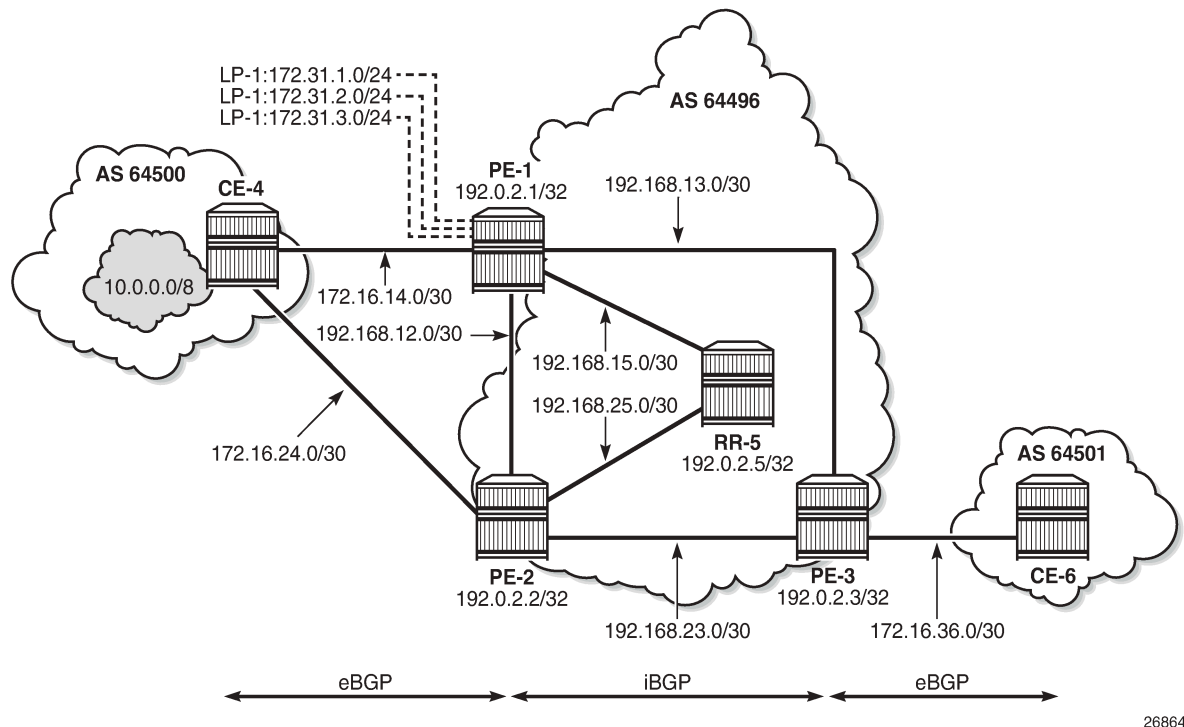 LP-1:172.31.1.0/24
LP-1:172.31.2.0/24
LP-1:172.31.3.0/24
AS 64496
AS 64500
CE-4
PE-1
192.0.2.1/32
192.168.13.0/30
10.0.0.0/8
172.16.14.0/30
192.168.12.0/30
192.168.15.0/30
192.168.25.0/30
RR-5
192.0.2.5/32
172.16.24.0/30
AS 64501
PE-2
192.0.2.2/32
PE-3
192.0.2.3/32
CE-6
192.168.23.0/30
172.16.36.0/30
eBGP
iBGP
eBGP
26864